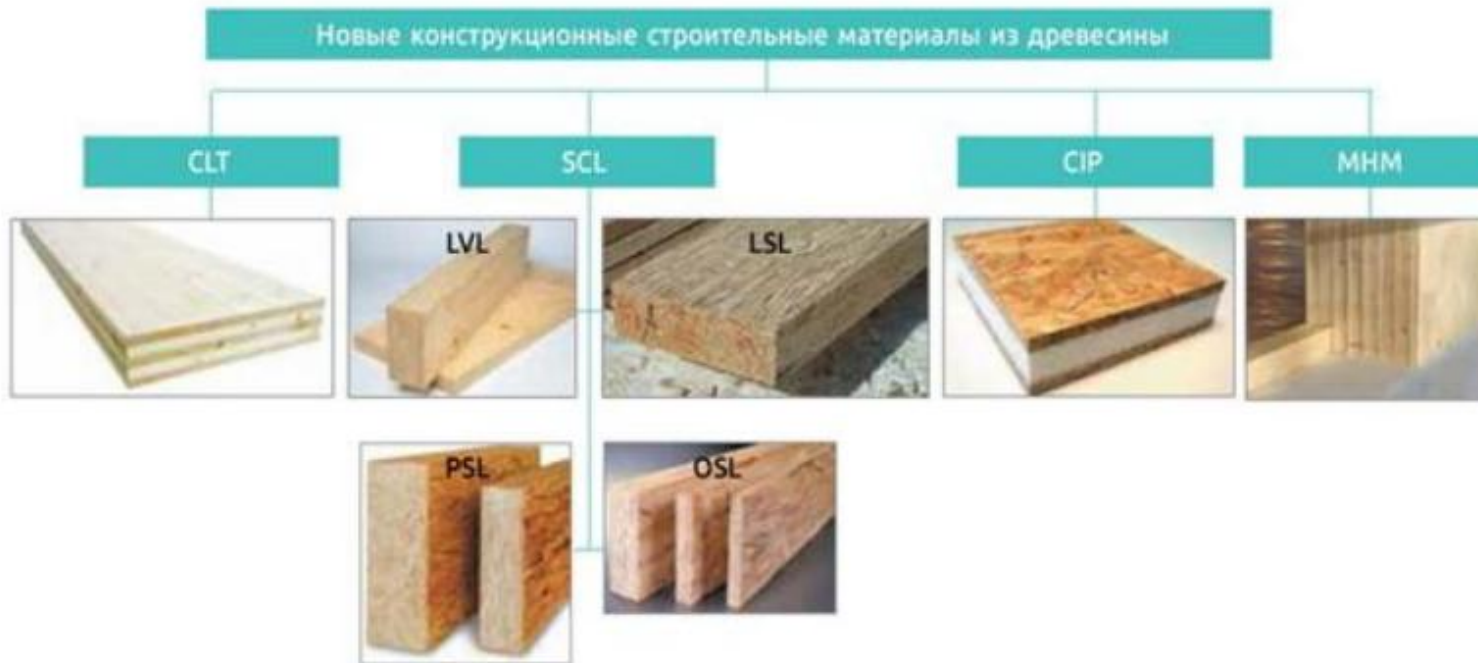 Новые конструкционные строительные материалы из древесины
CLT
SCL
CIP
MHM
LVL
LSL
PSL
OSL